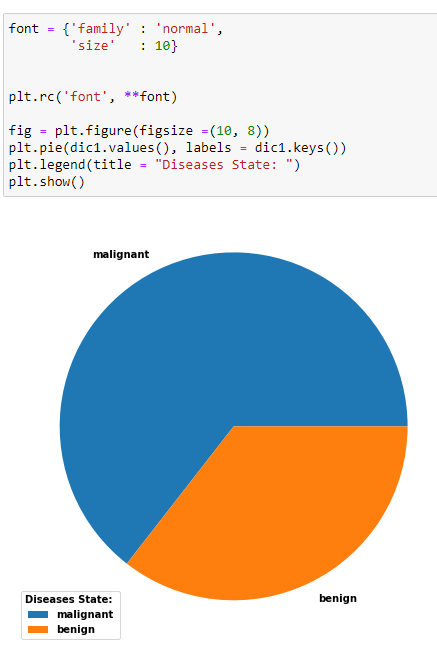 font = {'family' : 'normal',
'size' : 10}
plt.rc('font', **font)
fig = plt.figure(figsize =(10, 8))
plt.pie(dic1.values(), labels = dic1.keys())
plt.legend(title = "Diseases State: ")
plt.show()
malignant
benign
Diseases State:
malignant
benign